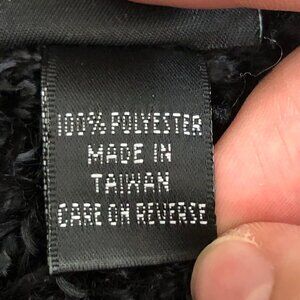 100% POLYESTER
MADE IN
TAIWAN
CARE ON REVERSE